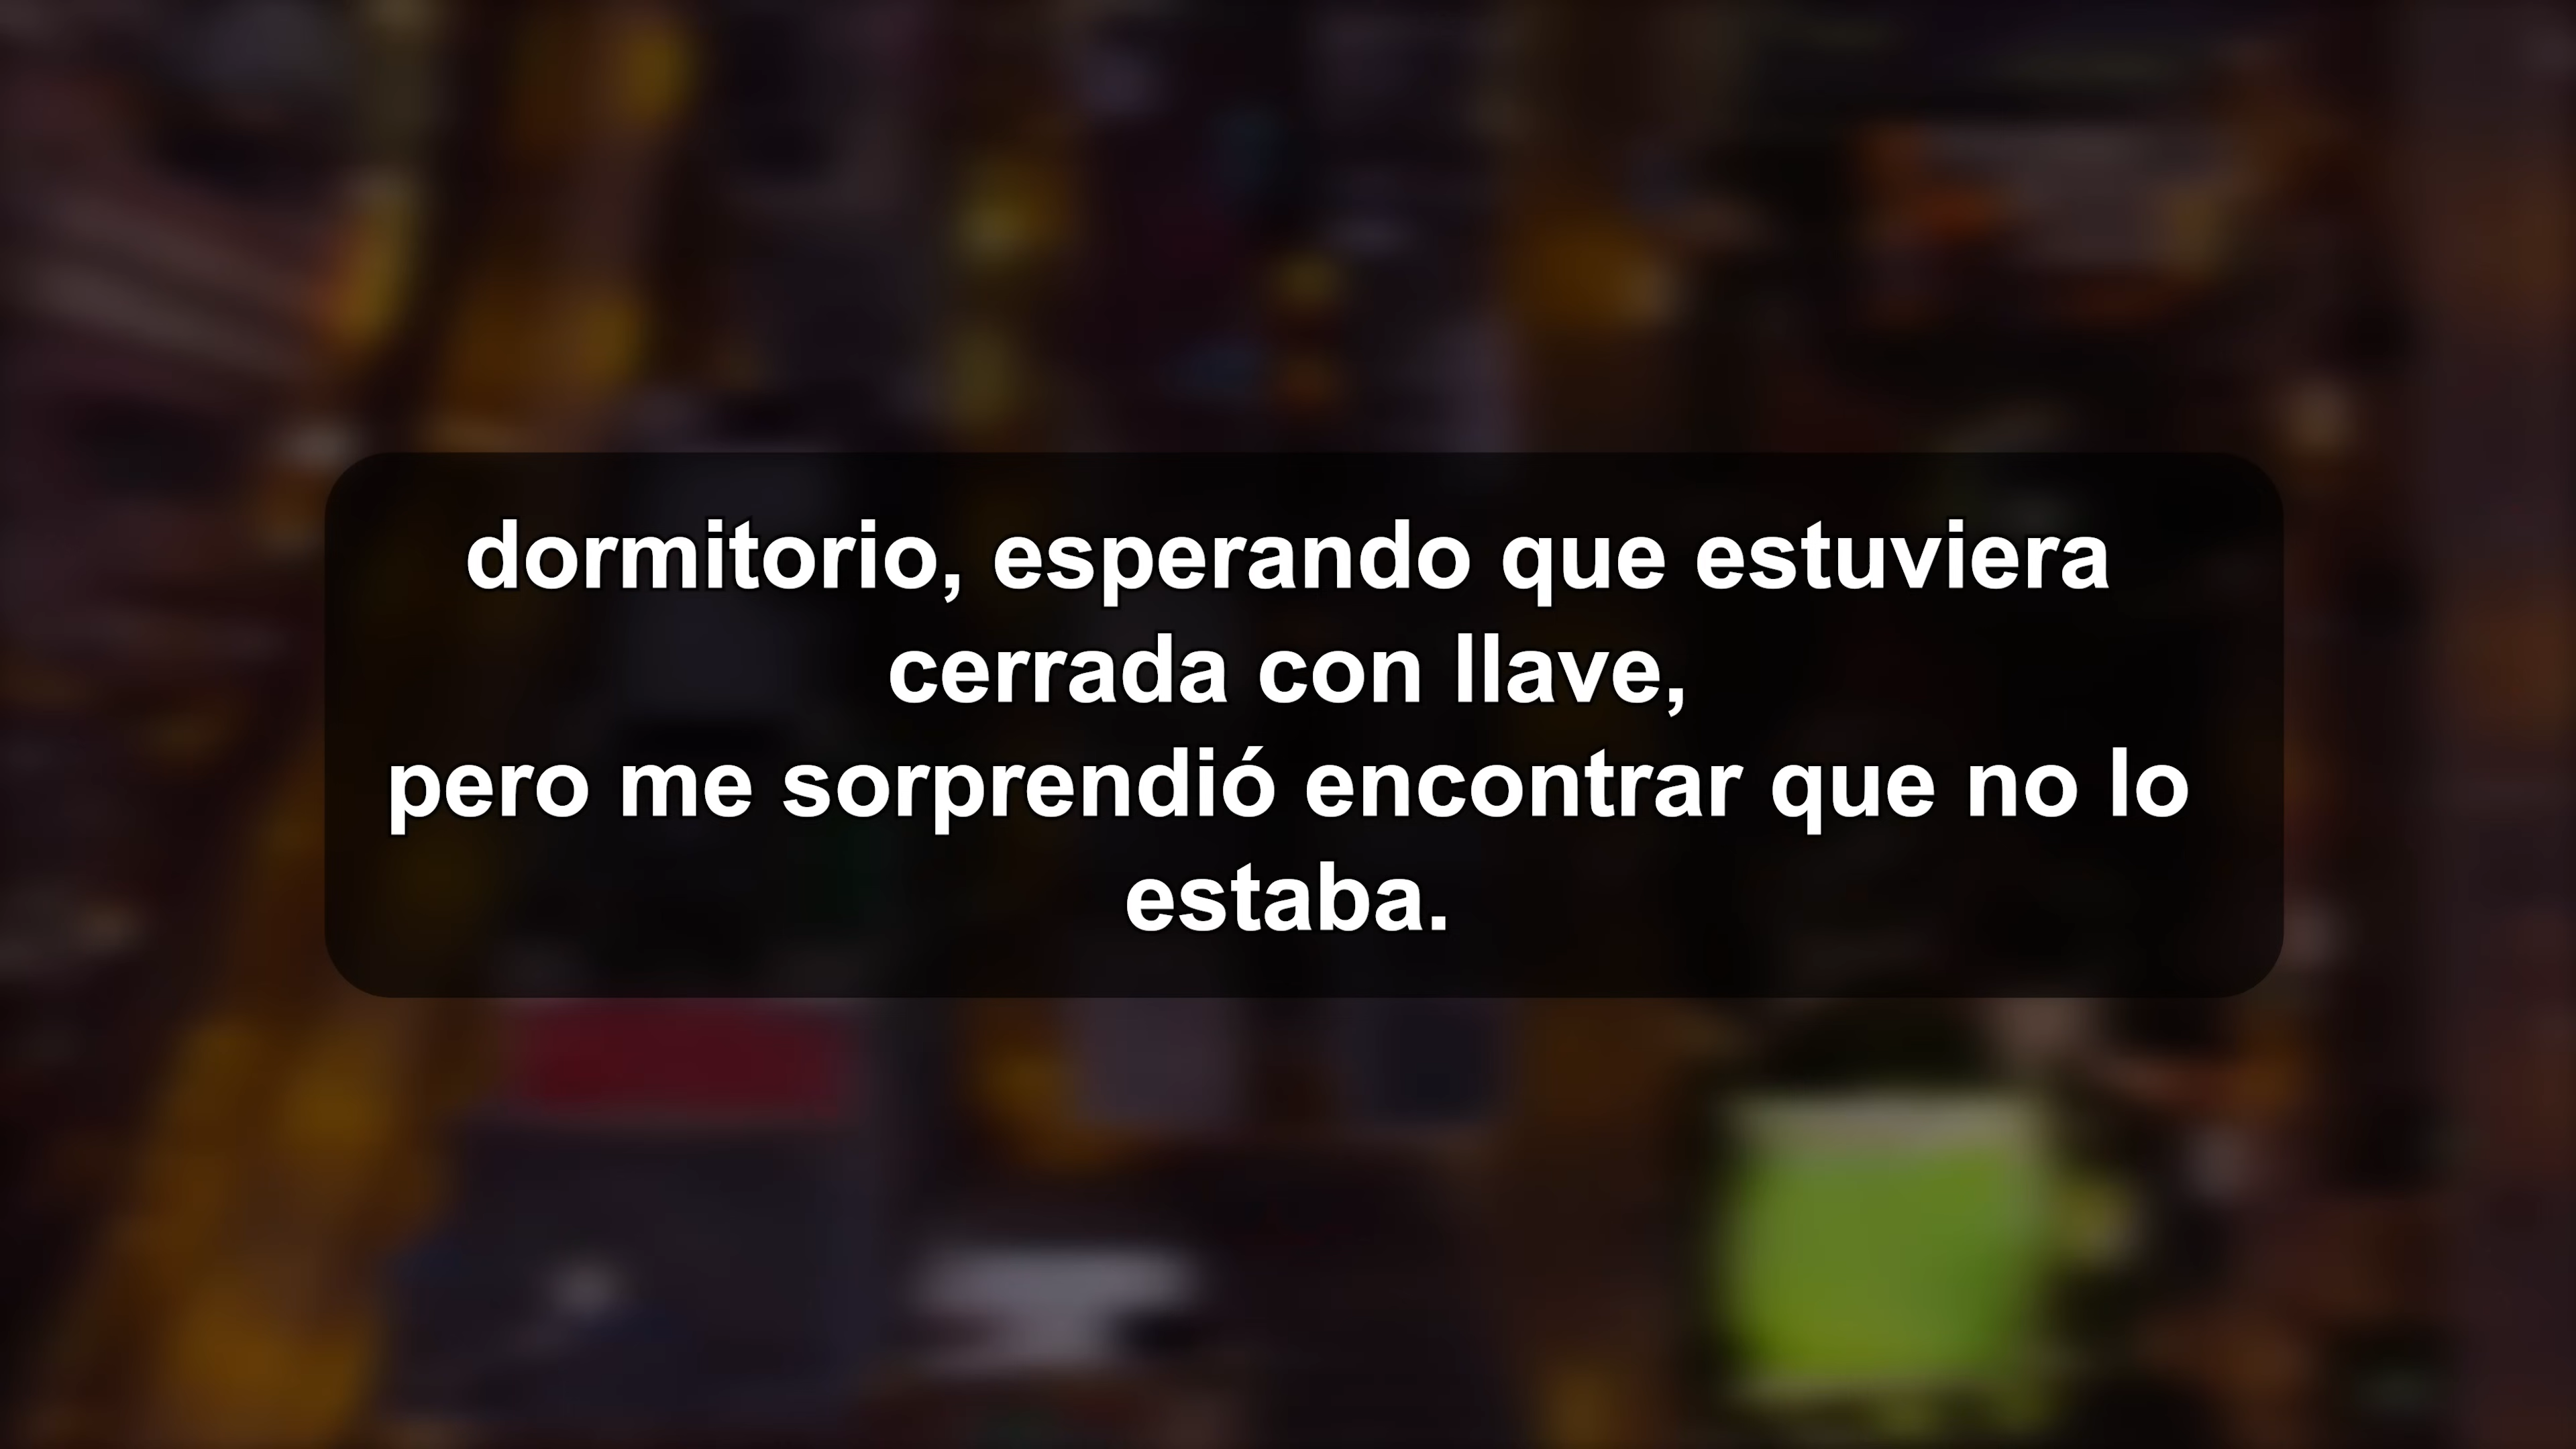 dormitorio, esperando que estuviera
cerrada con llave,
pero me sorprendió encontrar que no lo
estaba.